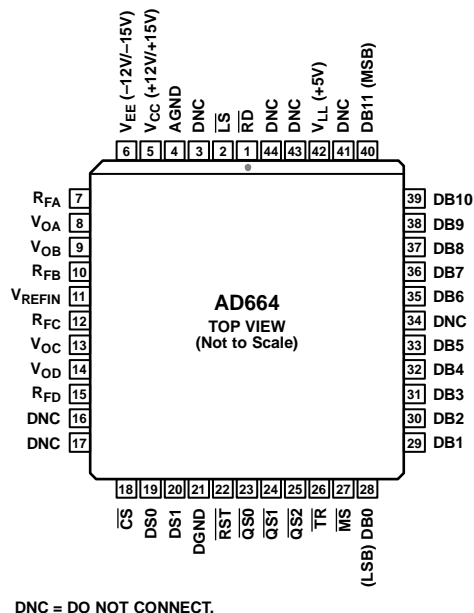 VEE (–12V/–15V)
VCC (+12V/+15V)
AGND
DNC
LS
RD
DNC
DNC
VLL (+5V)
DNC
DB11 (MSB)
6 5 4 3 2 1 44 43 42 41 40
RFA 7
VOA 8
VOB 9
RFB 10
VREFIN 11
RFC 12
VOC 13
VOD 14
RFD 15
DNC 16
DNC 17
AD664
TOP VIEW
(Not to Scale)
39 DB10
38 DB9
37 DB8
36 DB7
35 DB6
34 DNC
33 DB5
32 DB4
31 DB3
30 DB2
29 DB1
18 19 20 21 22 23 24 25 26 27 28
CS
DS0
DS1
DGND
RST
QS0
QS1
QS2
TR
MS
(LSB) DB0
DNC = DO NOT CONNECT.